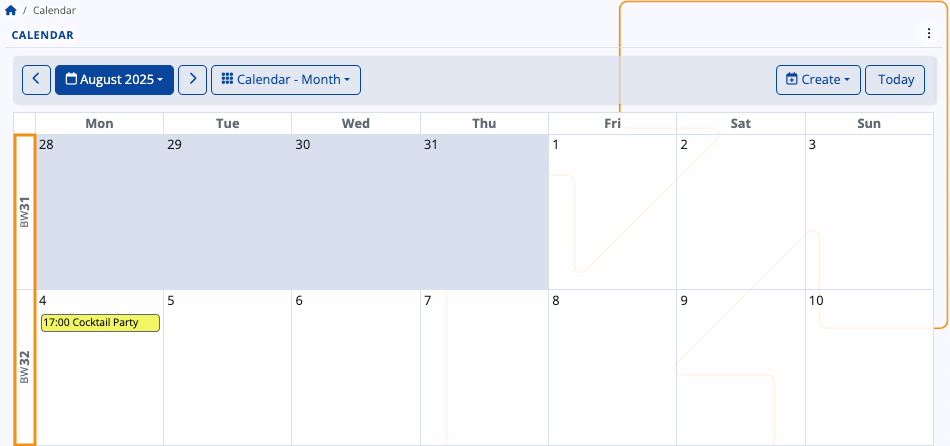 / Calendar
CALENDAR
August 2025 Calendar - Month Create Today
Mon Tue Wed Thu Fri Sat Sun
28 29 30 31 1 2 3
BW31
4 5 6 7 8 9 10
17:00 Cocktail Party
BW32